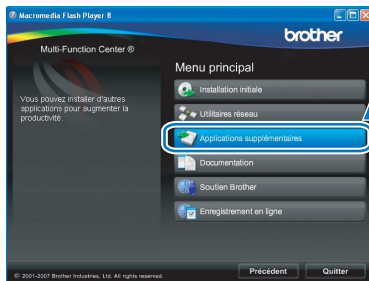 Macromedia Flash Player 8
brother
Multi-Function Center ®
Menu principal
Vous pouvez installer d'autres
applications pour augmenter la
productivité.
Installation initiale
Utilitaires réseau
Applications supplémentaires
Documentation
Soutien Brother
Enregistrement en ligne
© 2001-2007 Brother Industries, Ltd. All rights reserved.
Précédent
Quitter